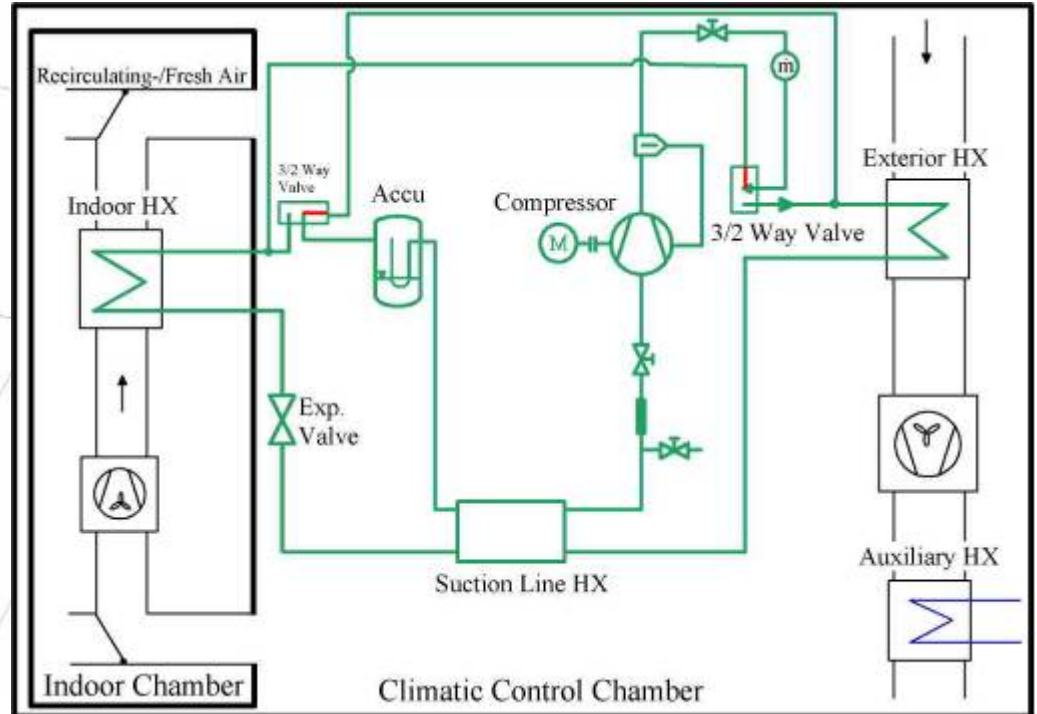 Recirculating-/Fresh Air
Indoor HX
3/2 Way
Valve
Accu
Compressor
M
ṁ
3/2 Way Valve
Exterior HX
Exp.
Valve
Suction Line HX
Auxiliary HX
Indoor Chamber
Climatic Control Chamber